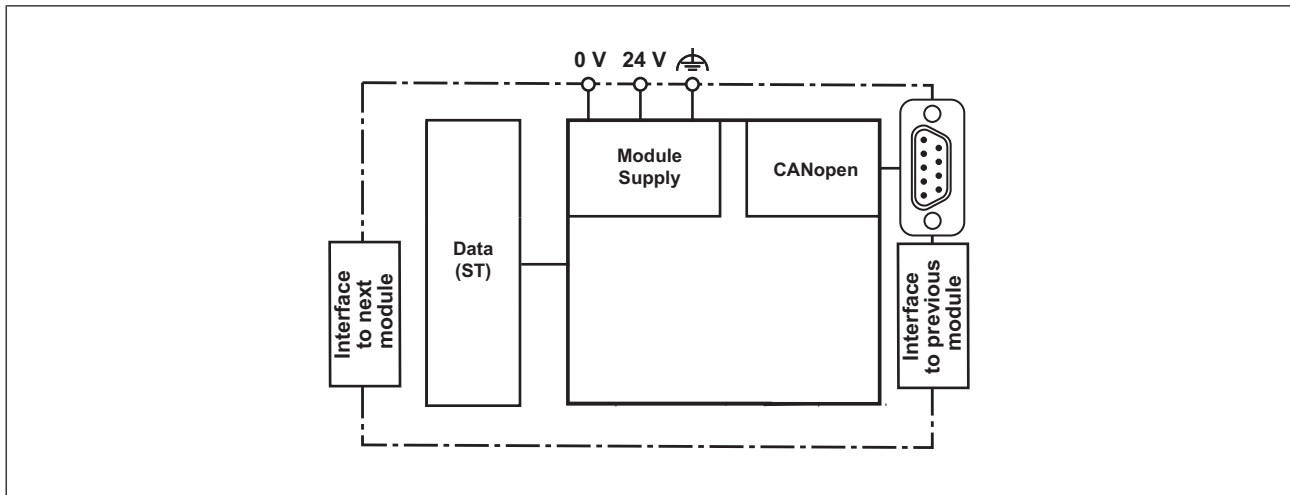 0 V 24 V
Module
Supply
CANopen
Data
(ST)
Interface
to next
module
Interface
to previous
module